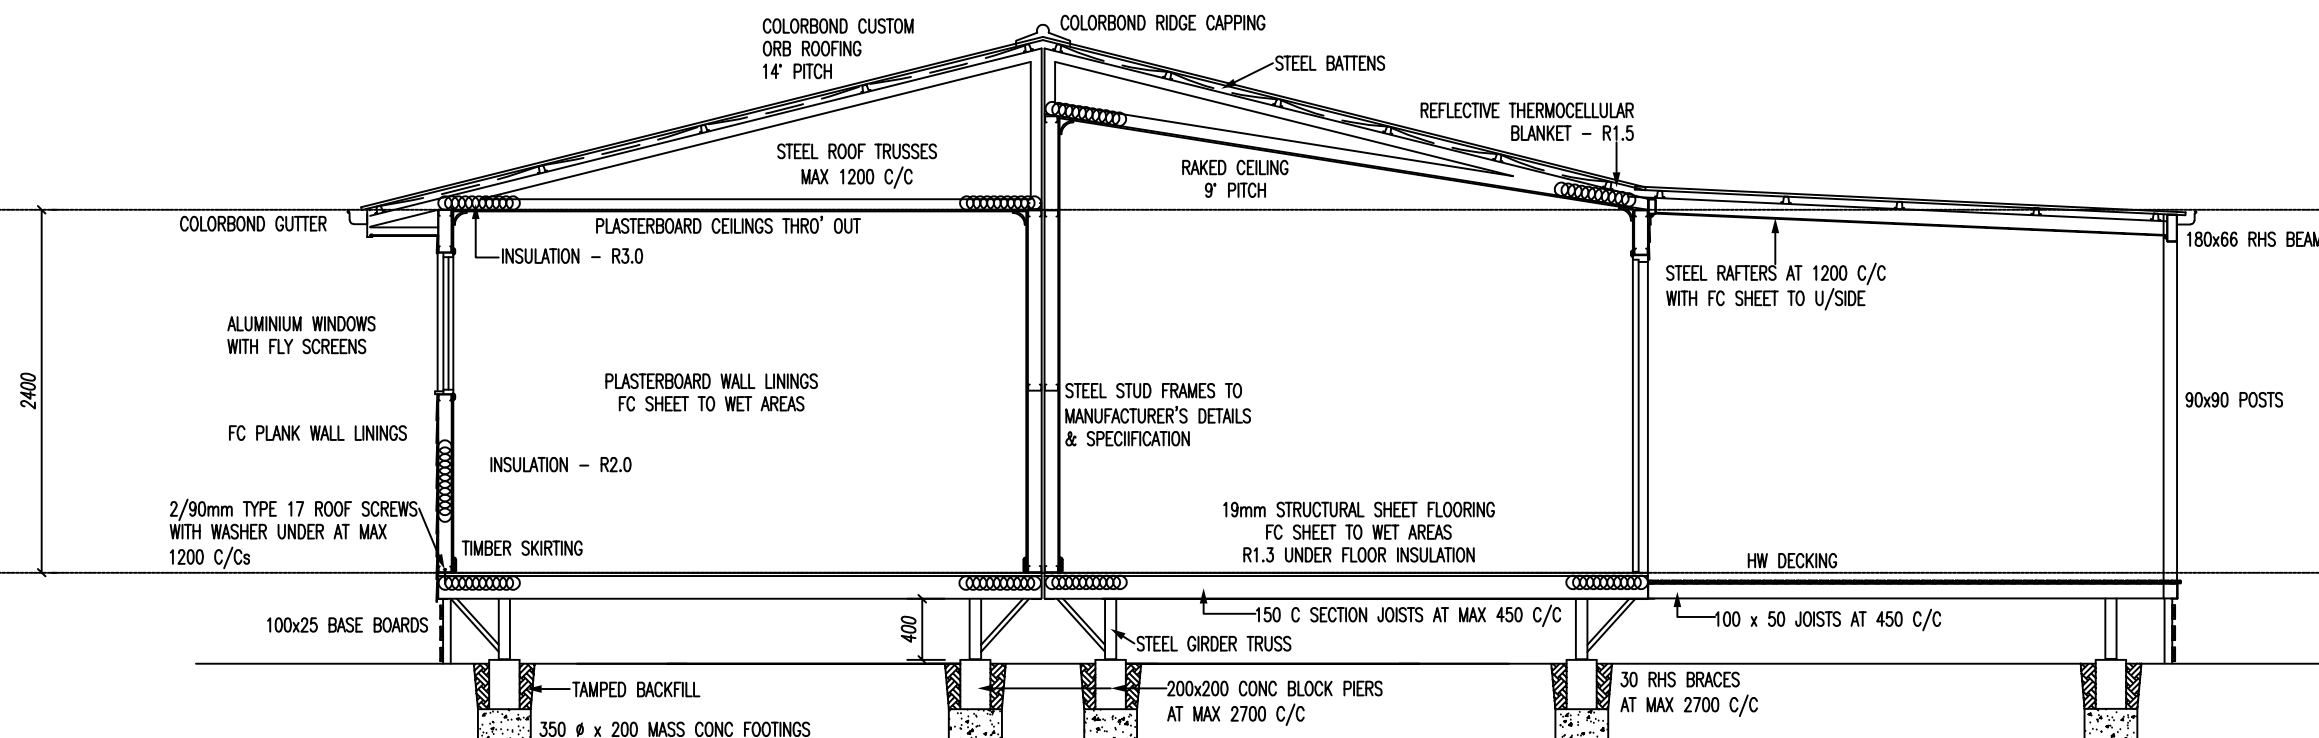 COLORBOND CUSTOM
ORB ROOFING
14° PITCH
COLORBOND RIDGE CAPPING
STEEL BATTENS
REFLECTIVE THERMOCELLULAR
BLANKET – R1.5
STEEL ROOF TRUSSES
MAX 1200 C/C
RAKED CEILING
9° PITCH
COLORBOND GUTTER
PLASTERBOARD CEILINGS THRO' OUT
INSULATION – R3.0
180x66 RHS BEAM
STEEL RAFTERS AT 1200 C/C
WITH FC SHEET TO U/SIDE
ALUMINIUM WINDOWS
WITH FLY SCREENS
2400
PLASTERBOARD WALL LININGS
FC SHEET TO WET AREAS
STEEL STUD FRAMES TO
MANUFACTURER'S DETAILS
& SPECIIFICATION
90x90 POSTS
FC PLANK WALL LININGS
INSULATION – R2.0
2/90mm TYPE 17 ROOF SCREWS
WITH WASHER UNDER AT MAX
1200 C/Cs
TIMBER SKIRTING
19mm STRUCTURAL SHEET FLOORING
FC SHEET TO WET AREAS
R1.3 UNDER FLOOR INSULATION
HW DECKING
100x25 BASE BOARDS
400
150 C SECTION JOISTS AT MAX 450 C/C
100 x 50 JOISTS AT 450 C/C
STEEL GIRDER TRUSS
TAMPED BACKFILL
200x200 CONC BLOCK PIERS
AT MAX 2700 C/C
30 RHS BRACES
AT MAX 2700 C/C
350 ø x 200 MASS CONC FOOTINGS